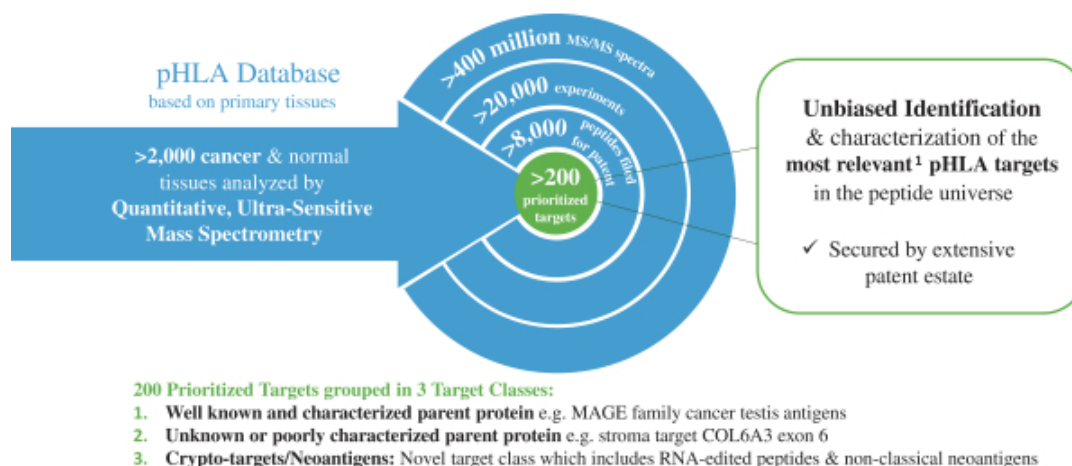 pHLA Database
based on primary tissues
>2,000 cancer & normal
tissues analyzed by
Quantitative, Ultra-Sensitive
Mass Spectrometry
>400 million MS/MS spectra
>20,000 experiments
>8,000 peptides filed
for patent
>200
prioritized
targets
Unbiased Identification
& characterization of the
most relevant¹ pHLA targets
in the peptide universe
✓ Secured by extensive
patent estate
200 Prioritized Targets grouped in 3 Target Classes:
1. Well known and characterized parent protein e.g. MAGE family cancer testis antigens
2. Unknown or poorly characterized parent protein e.g. stroma target COL6A3 exon 6
3. Crypto-targets/Neoantigens: Novel target class which includes RNA-edited peptides & non-classical neoantigens